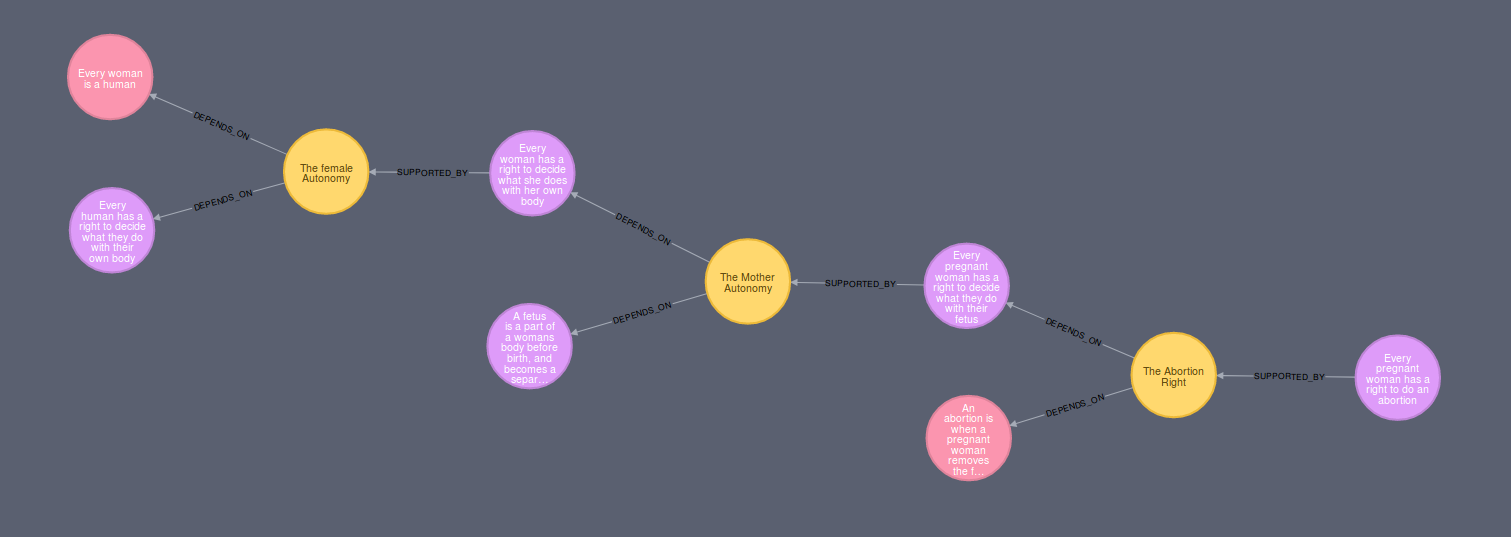 Every woman
is a human
DEPENDS_ON
The female
Autonomy
DEPENDS_ON
Every
human has a
right to decide
what they do
with their
own body
SUPPORTED_BY
Every
woman has a
right to decide
what she does
with her own
body
DEPENDS_ON
The Mother
Autonomy
DEPENDS_ON
A fetus
is a part of
a womans
body before
birth, and
becomes a
separ...
SUPPORTED_BY
Every
pregnant
woman has a
right to decide
what they do
with their
fetus
DEPENDS_ON
The Abortion
Right
DEPENDS_ON
An
abortion is
when a
pregnant
woman
removes
the f...
SUPPORTED_BY
Every
pregnant
woman has a
right to do an
abortion